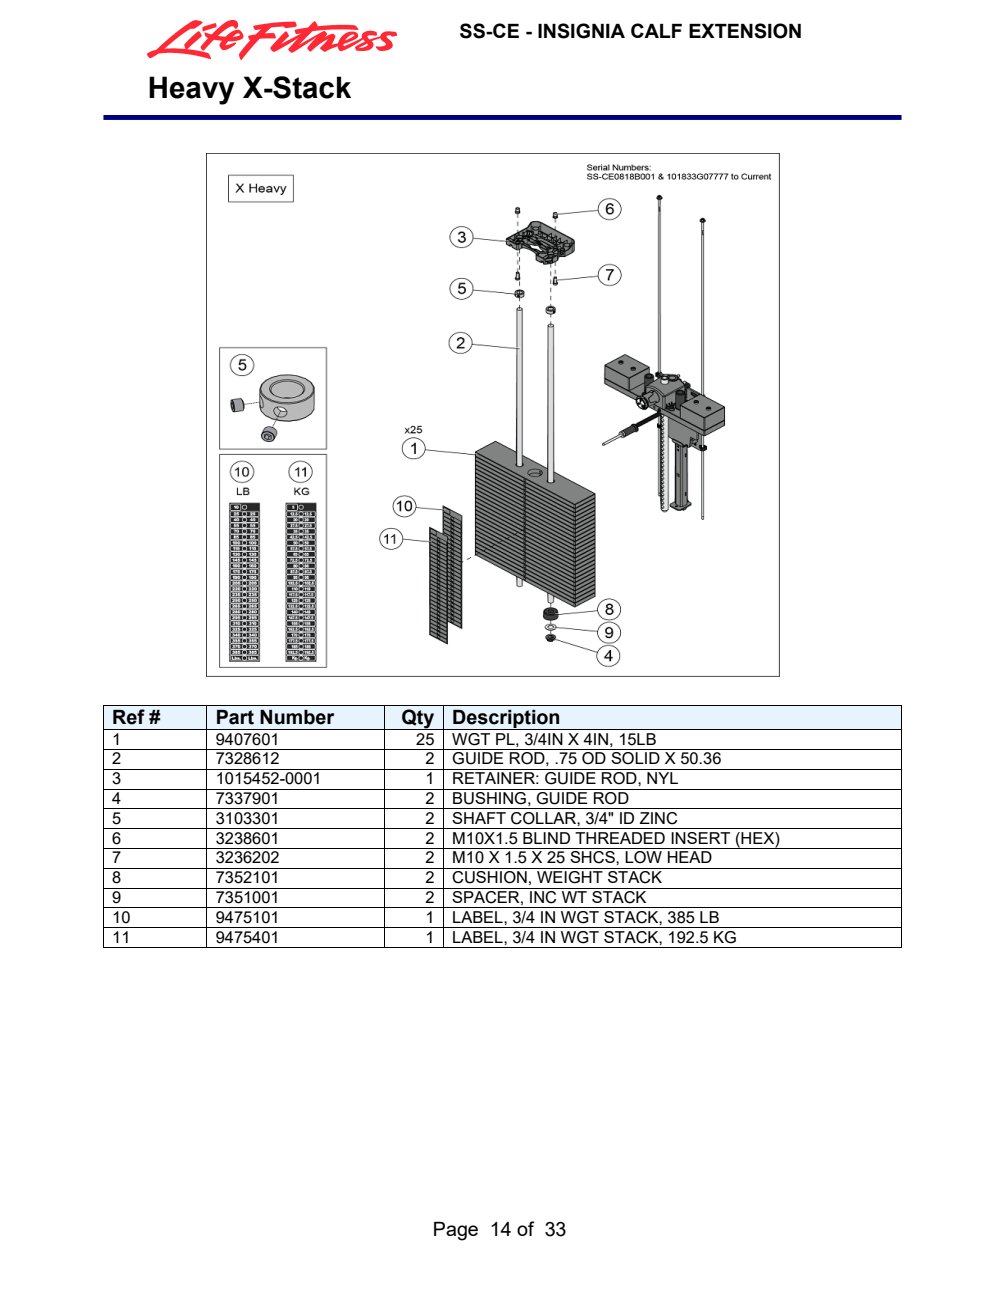 Life Fitness
SS-CE - INSIGNIA CALF EXTENSION
Heavy X-Stack
Serial Numbers:
SS-CE0818B001 & 101833G07777 to Current
X Heavy
6
3
7
5
2
5
x25
1
10 11
LB KG
10
11
8
9
4
Ref # Part Number Qty Description
1 9407601 25 WGT PL, 3/4IN X 4IN, 15LB
2 7328612 2 GUIDE ROD, .75 OD SOLID X 50.36
3 1015452-0001 1 RETAINER: GUIDE ROD, NYL
4 7337901 2 BUSHING, GUIDE ROD
5 3103301 2 SHAFT COLLAR, 3/4" ID ZINC
6 3238601 2 M10X1.5 BLIND THREADED INSERT (HEX)
7 3236202 2 M10 X 1.5 X 25 SHCS, LOW HEAD
8 7352101 2 CUSHION, WEIGHT STACK
9 7351001 2 SPACER, INC WT STACK
10 9475101 1 LABEL, 3/4 IN WGT STACK, 385 LB
11 9475401 1 LABEL, 3/4 IN WGT STACK, 192.5 KG
Page 14 of 33